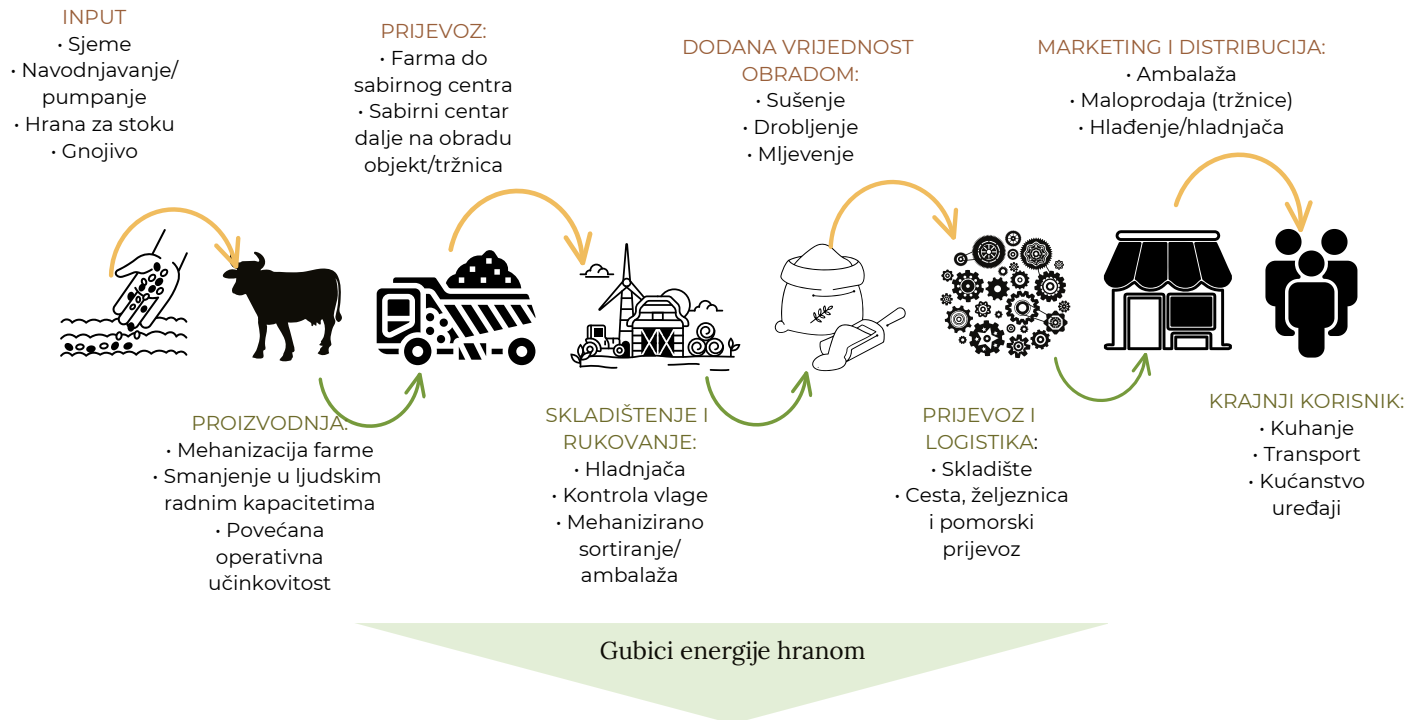 INPUT
• Sjeme
• Navodnjavanje/
pumpanje
• Hrana za stoku
• Gnojivo
PRIJEVOZ:
• Farma do
sabirnog centra
• Sabirni centar
dalje na obradu
objekt/tržnica
DODANA VRIJEDNOST
OBRADOM:
• Sušenje
• Drobljenje
• Mljevenje
MARKETING I DISTRIBUCIJA:
• Ambalaža
• Maloprodaja (tržnice)
• Hlađenje/hladnjača
PROIZVODNJA:
• Mehanizacija farme
• Smanjenje u ljudskim
radnim kapacitetima
• Povećana
operativna
učinkovitost
SKLADIŠTENJE I
RUKOVANJE:
• Hladnjača
• Kontrola vlage
• Mehanizirano
sortiranje/
ambalaža
PRIJEVOZ I
LOGISTIKA:
• Skladište
• Cesta, željeznica
i pomorski
prijevoz
KRAJNJI KORISNIK:
• Kuhanje
• Transport
• Kućanstvo
uređaji
Gubici energije hranom